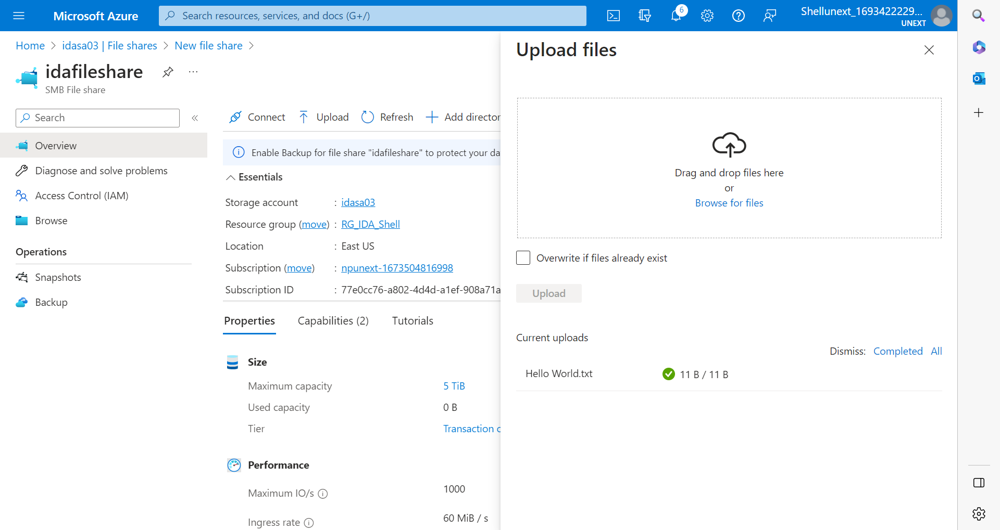 Microsoft Azure
Search resources, services, and docs (G+/)
6
Shellunext_1693422229...
UNEXT
Home > idasa03 | File shares > New file share >
idafileshare
...
SMB File share
Search
«
Overview
Diagnose and solve problems
Access Control (IAM)
Browse
Operations
Snapshots
Backup
Connect
Upload
Refresh
Add director
Enable Backup for file share "idafileshare" to protect your da
Essentials
Storage account : idasa03
Resource group (move) : RG_IDA_Shell
Location : East US
Subscription (move) : npunext-1673504816998
Subscription ID : 77e0cc76-a802-4d4d-a1ef-908a71a
Properties
Capabilities (2)
Tutorials
Size
Maximum capacity 5 TiB
Used capacity 0 B
Tier Transaction c
Performance
Maximum IO/s 1000
Ingress rate 60 MiB / s
Upload files
Drag and drop files here
or
Browse for files
Overwrite if files already exist
Upload
Current uploads
Dismiss: Completed All
Hello World.txt 11 B / 11 B